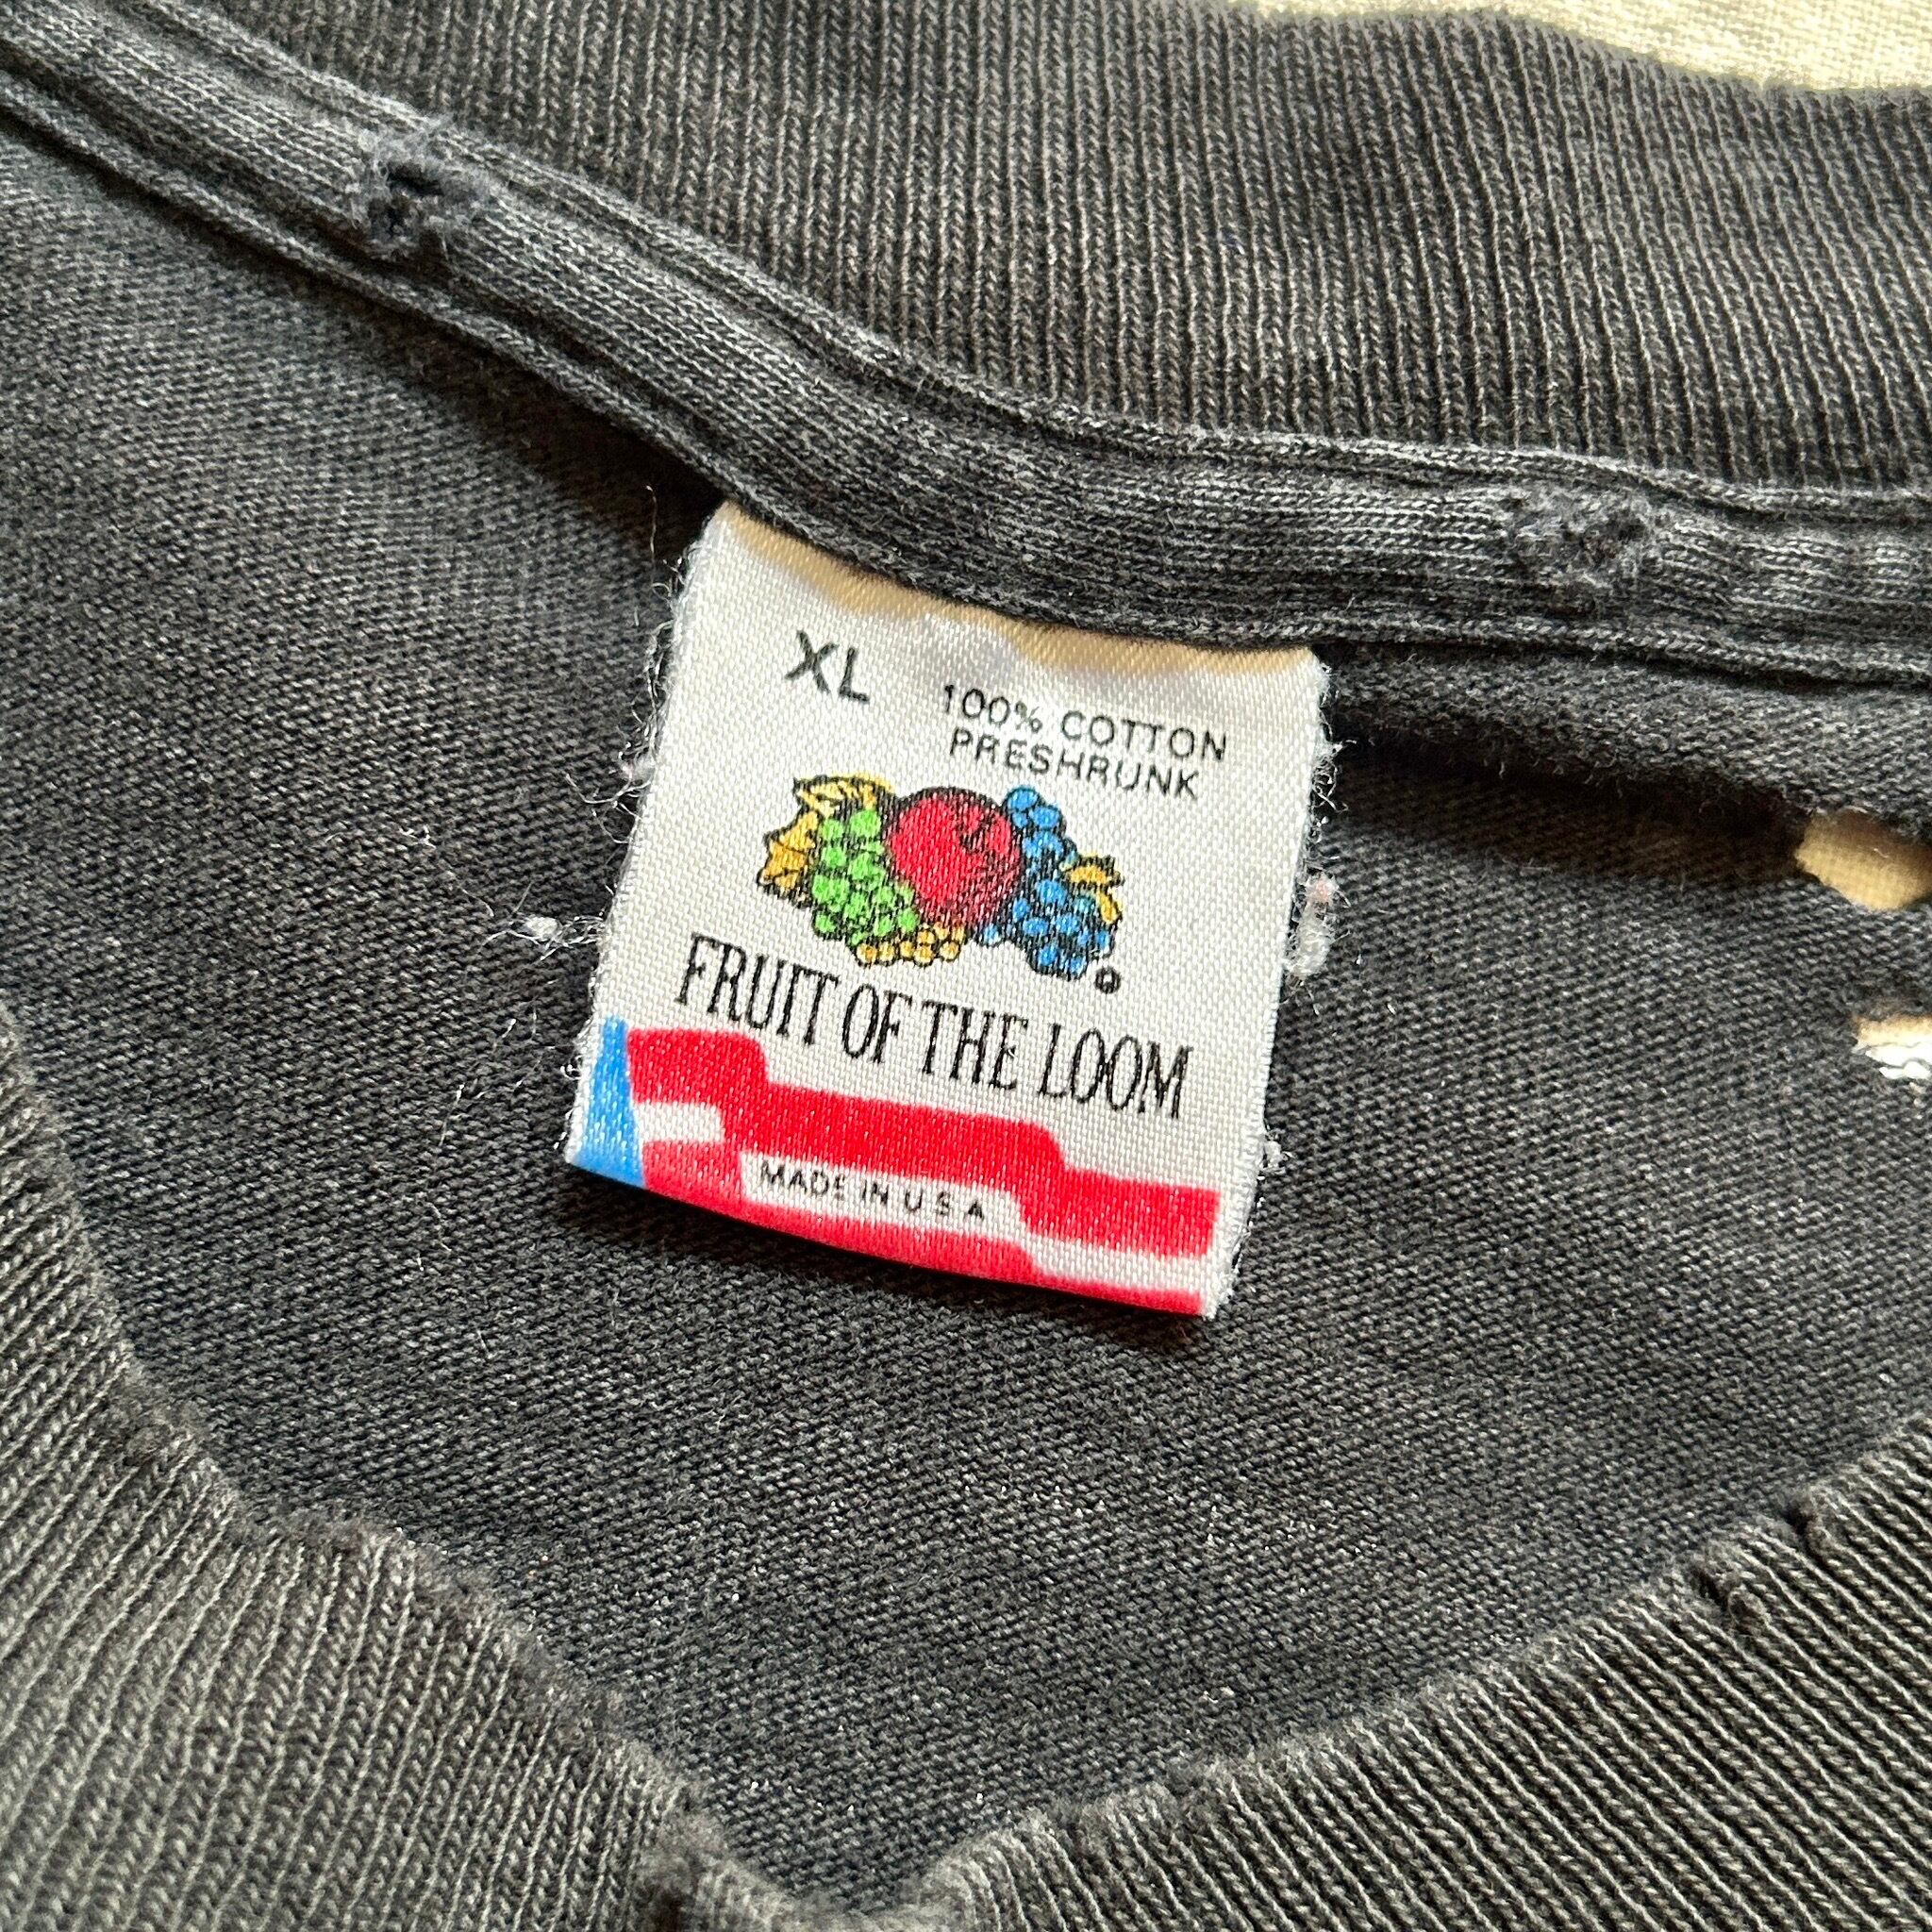 XL
100% COTTON
PRESHRUNK
®
FRUIT OF THE LOOM
MADE IN U S A